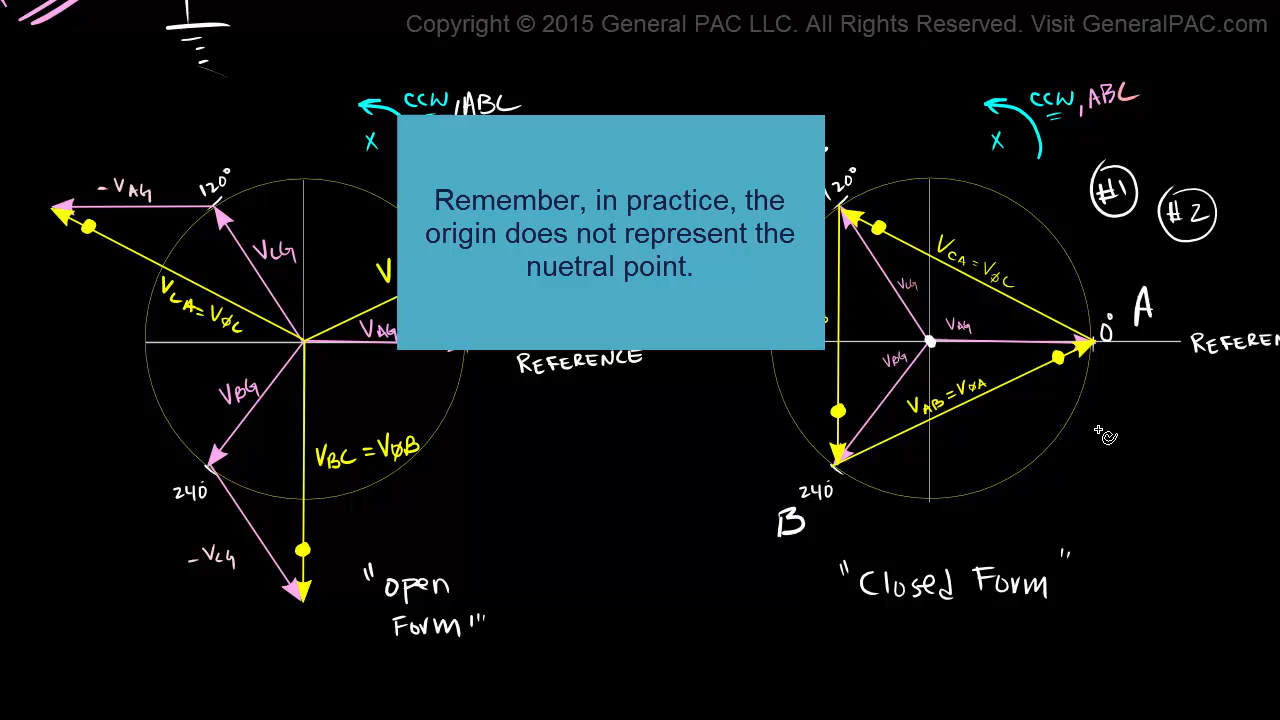 Copyright © 2015 General PAC LLC. All Rights Reserved. Visit GeneralPAC.com
CCW, ABC
X
CCW, ABC
X
#1
#2
Remember, in practice, the
origin does not represent the
nuetral point.
-VAG
120°
VCG
VCA = VØC
V
VAG
REFERENCE
VBG
VBC = VØB
240°
-VCG
"open
Form"
120°
VCA = VØC
VCG
VAG
0°
A
REFEREN
VBG
VAB = VØA
240°
B
"Closed Form"